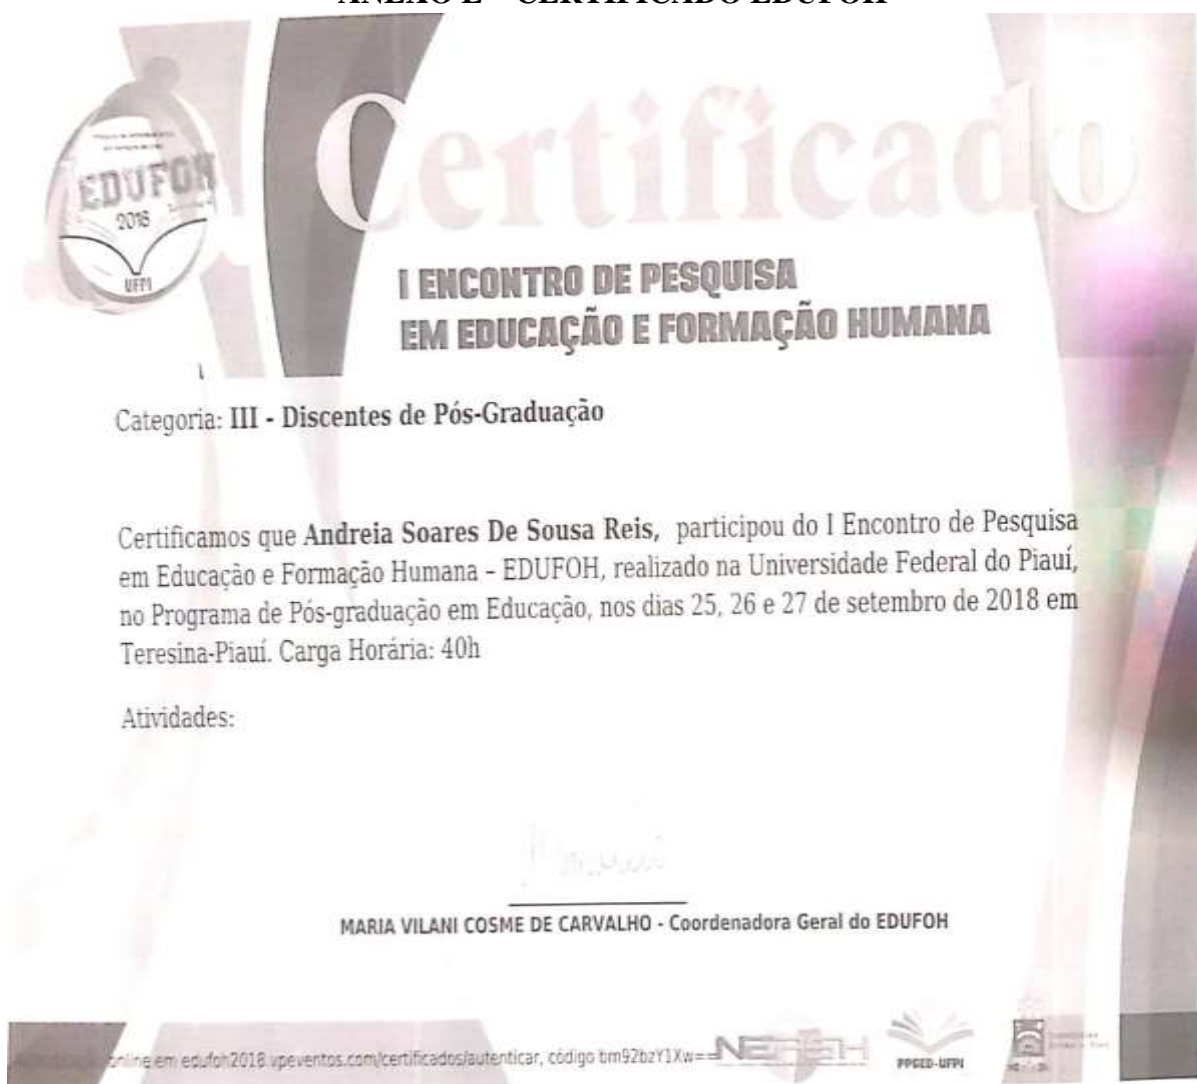 ANEXO E – CERTIFICADO EDUFOH
Certificado
EDUFOH
2018
UFPI
I ENCONTRO DE PESQUISA
EM EDUCAÇÃO E FORMAÇÃO HUMANA
Categoria: III - Discentes de Pós-Graduação
Certificamos que Andreia Soares De Sousa Reis, participou do I Encontro de Pesquisa
em Educação e Formação Humana – EDUFOH, realizado na Universidade Federal do Piauí,
no Programa de Pós-graduação em Educação, nos dias 25, 26 e 27 de setembro de 2018 em
Teresina-Piauí. Carga Horária: 40h
Atividades:
MARIA VILANI COSME DE CARVALHO - Coordenadora Geral do EDUFOH
online em edufoh2018.vpeventos.com/certificados/autenticar, código bm92bzY1Xw==
PPGED-UFPI